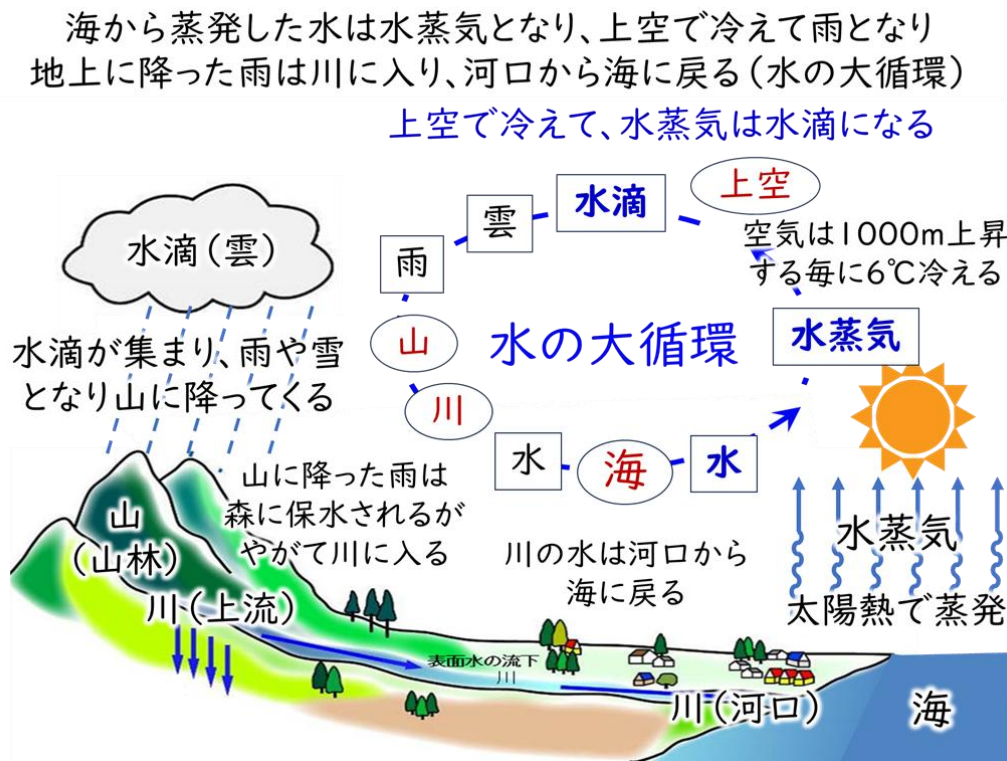 海から蒸発した水は水蒸気となり、上空で冷えて雨となり
地上に降った雨は川に入り、河口から海に戻る(水の大循環)
上空で冷えて、水蒸気は水滴になる
上空
水滴
雲
雨
山
川
水
海
水
水蒸気
空気は1000m上昇
する毎に6℃冷える
水の大循環
水滴(雲)
水滴が集まり、雨や雪
となり山に降ってくる
山に降った雨は
森に保水されるが
やがて川に入る
山
(山林)
川(上流)
川の水は河口から
海に戻る
水蒸気
太陽熱で蒸発
表面水の流下
川
川(河口)
海